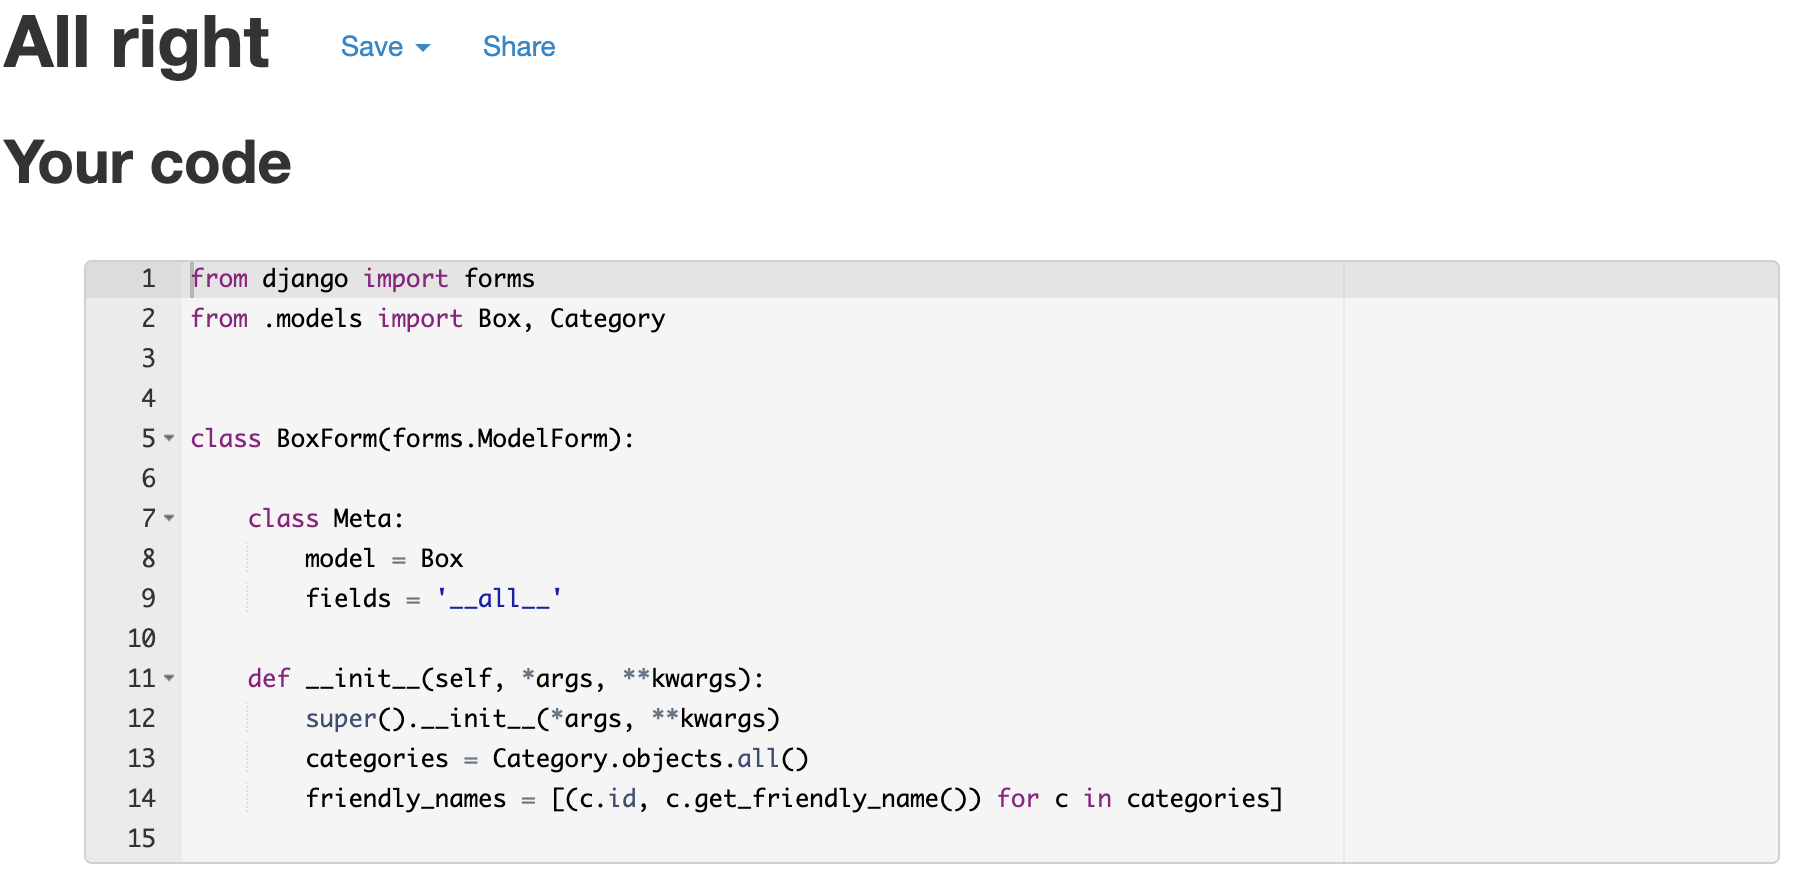 All right Save Share
Your code
1 from django import forms
2 from .models import Box, Category
3
4
5 class BoxForm(forms.ModelForm):
6
7     class Meta:
8         model = Box
9         fields = '__all__'
10
11     def __init__(self, *args, **kwargs):
12         super().__init__(*args, **kwargs)
13         categories = Category.objects.all()
14         friendly_names = [(c.id, c.get_friendly_name()) for c in categories]
15